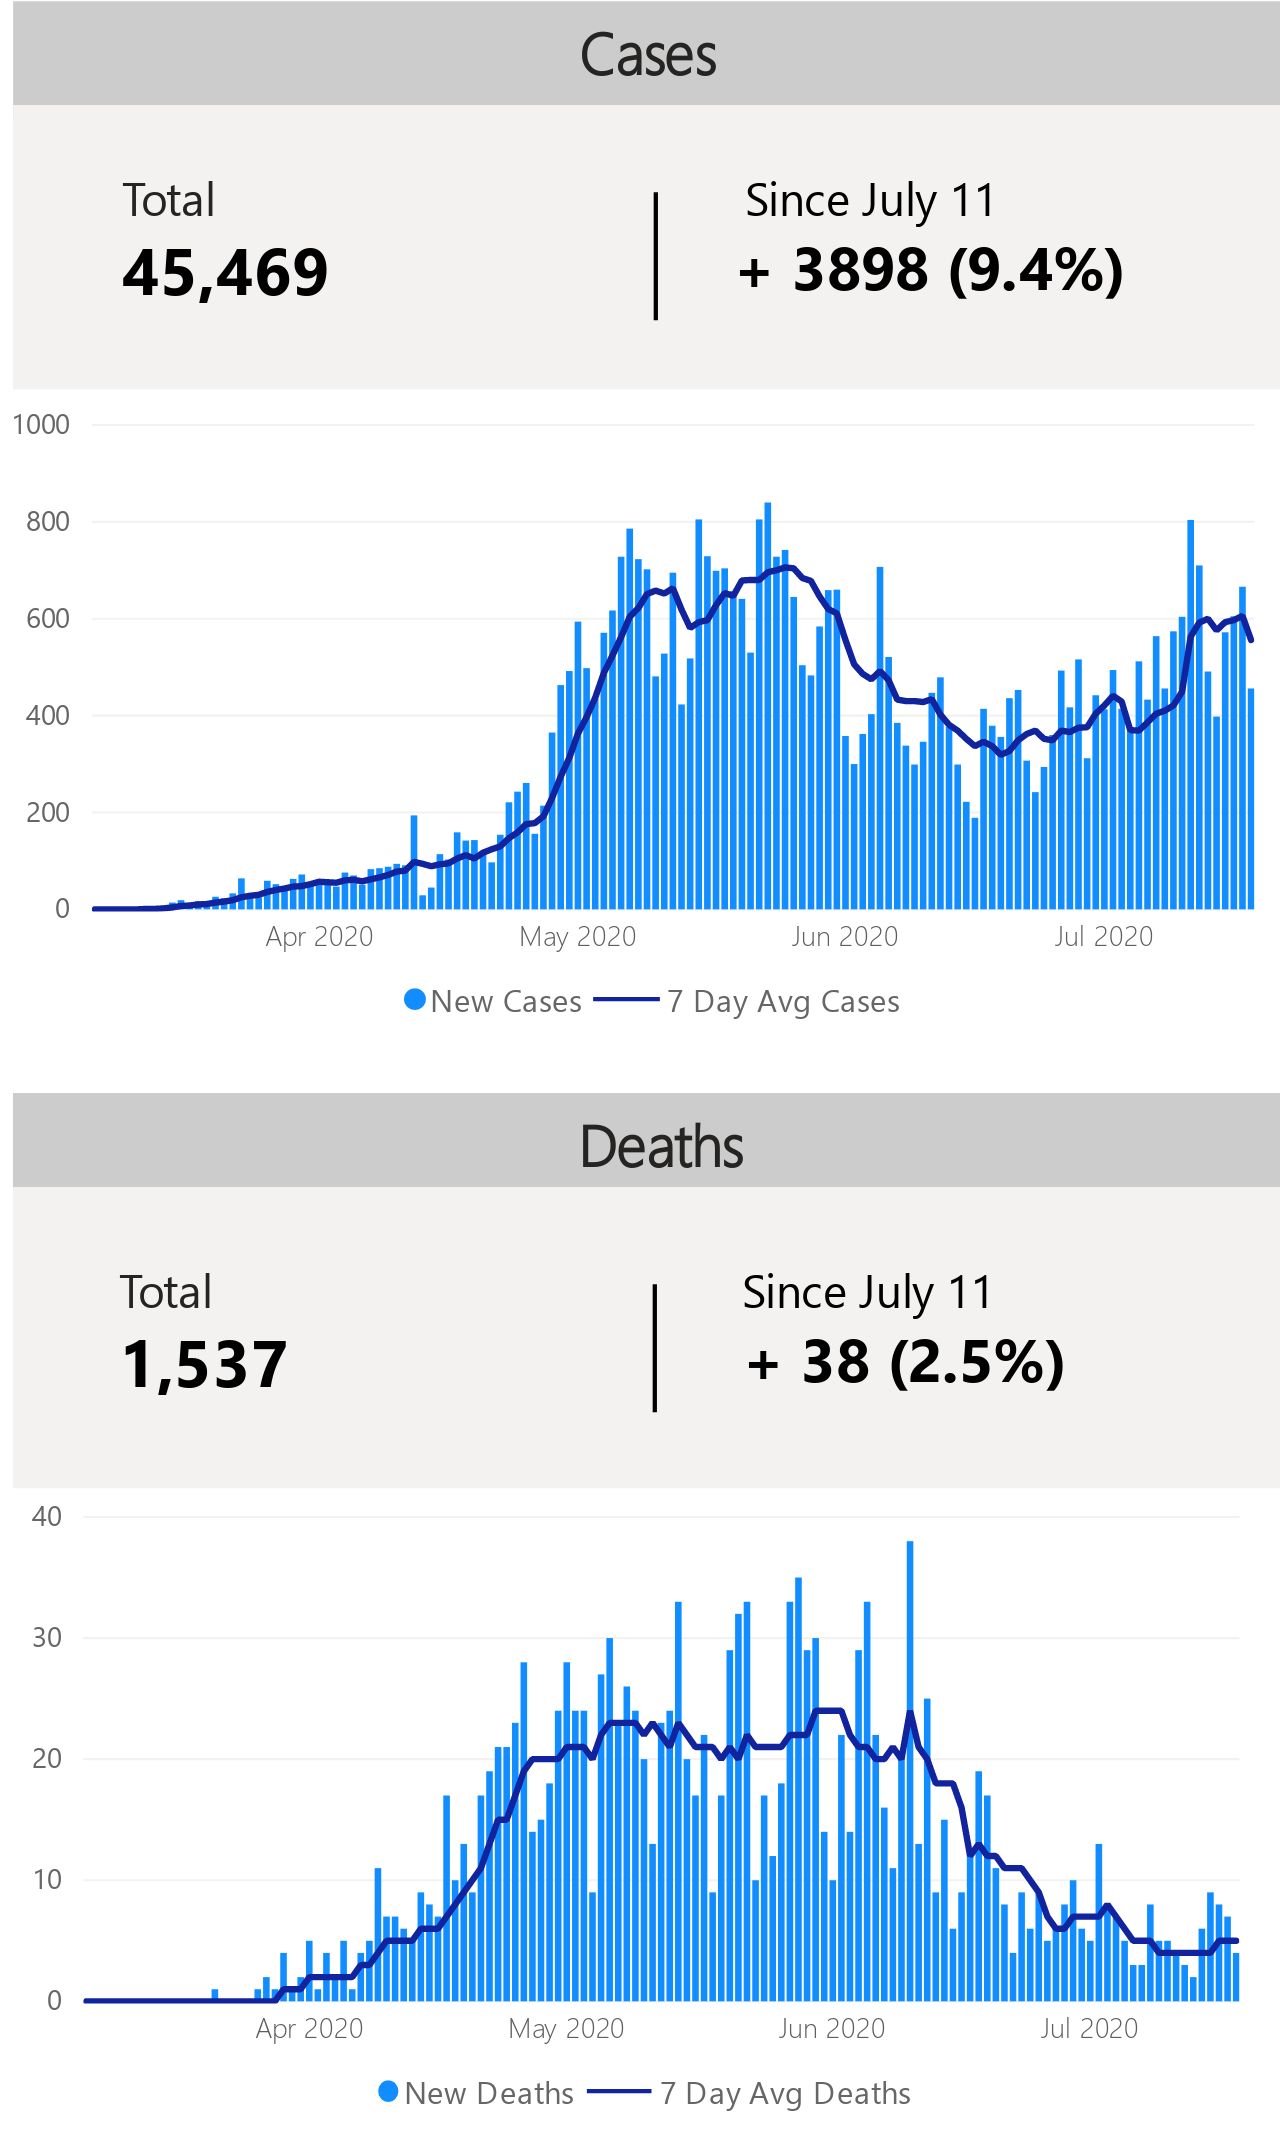 Cases
Total
45,469
Since July 11
+ 3898 (9.4%)
1000
800
600
400
200
0
Apr 2020 May 2020 Jun 2020 Jul 2020
New Cases 7 Day Avg Cases
Deaths
Total
1,537
Since July 11
+ 38 (2.5%)
40
30
20
10
0
Apr 2020 May 2020 Jun 2020 Jul 2020
New Deaths 7 Day Avg Deaths